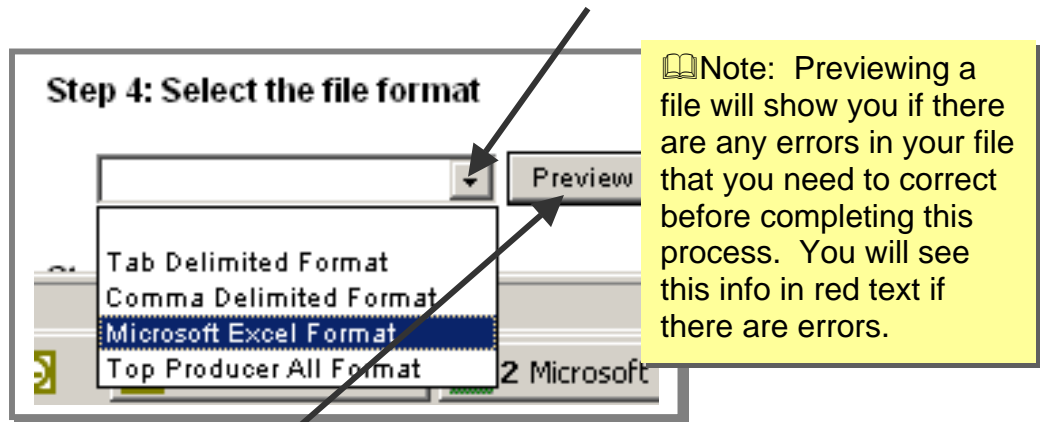 Step 4: Select the file format
Preview
Tab Delimited Format
Comma Delimited Format
Microsoft Excel Format
Top Producer All Format
2 Microsoft
Note: Previewing a
file will show you if there
are any errors in your file
that you need to correct
before completing this
process. You will see
this info in red text if
there are errors.